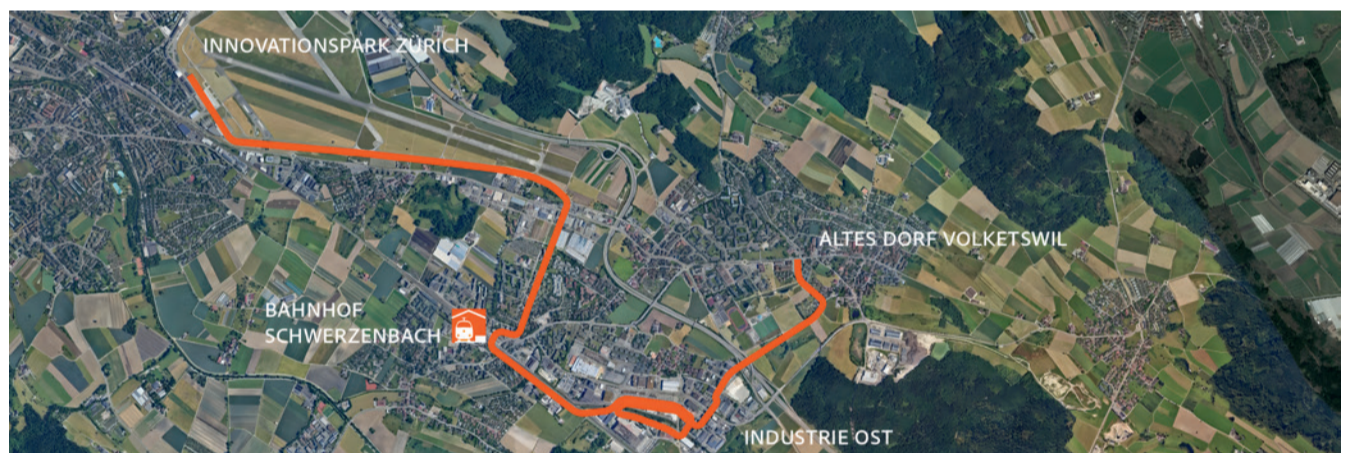 INNOVATIONSPARK ZÜRICH
ALTES DORF VOLKETSWIL
BAHNHOF
SCHWERZENBACH
INDUSTRIE OST